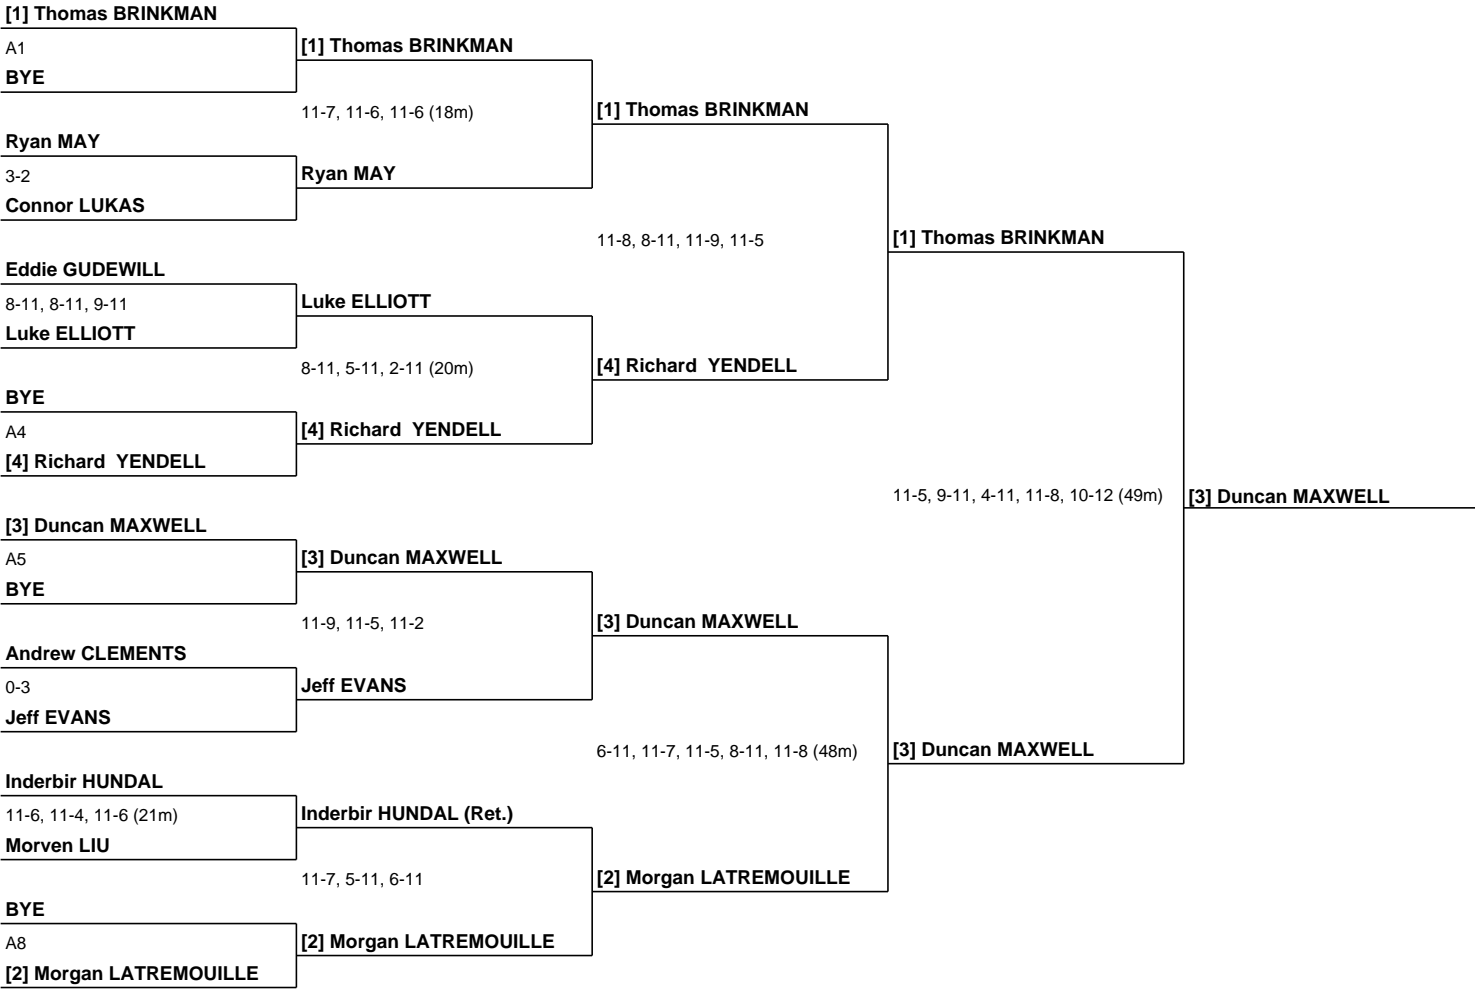 [1] Thomas BRINKMAN
A1
BYE
Ryan MAY
3-2
Connor LUKAS
Eddie GUDEWILL
8-11, 8-11, 9-11
Luke ELLIOTT
BYE
A4
[4] Richard  YENDELL
[3] Duncan MAXWELL
A5
BYE
Andrew CLEMENTS
0-3
Jeff EVANS
Inderbir HUNDAL
11-6, 11-4, 11-6 (21m)
Morven LIU
BYE
A8
[2] Morgan LATREMOUILLE
[1] Thomas BRINKMAN
11-7, 11-6, 11-6 (18m)
Ryan MAY
Luke ELLIOTT
8-11, 5-11, 2-11 (20m)
[4] Richard  YENDELL
[3] Duncan MAXWELL
11-9, 11-5, 11-2
Jeff EVANS
Inderbir HUNDAL (Ret.)
11-7, 5-11, 6-11
[2] Morgan LATREMOUILLE
[1] Thomas BRINKMAN
11-8, 8-11, 11-9, 11-5
[4] Richard  YENDELL
[3] Duncan MAXWELL
6-11, 11-7, 11-5, 8-11, 11-8 (48m)
[2] Morgan LATREMOUILLE
[1] Thomas BRINKMAN
11-5, 9-11, 4-11, 11-8, 10-12 (49m)
[3] Duncan MAXWELL
[3] Duncan MAXWELL